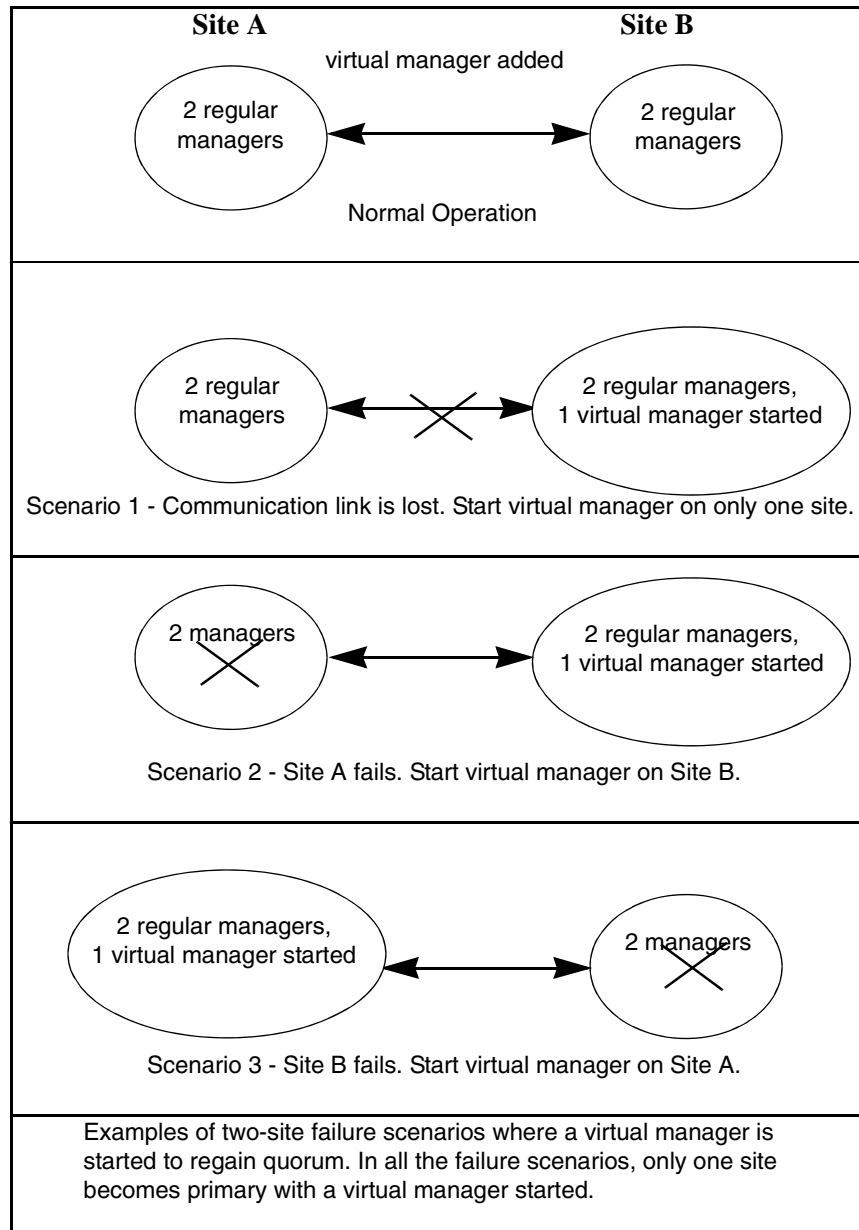 Site A
Site B
virtual manager added
2 regular
managers
2 regular
managers
Normal Operation
2 regular
managers
2 regular managers,
1 virtual manager started
Scenario 1 - Communication link is lost. Start virtual manager on only one site.
2 managers
2 regular managers,
1 virtual manager started
Scenario 2 - Site A fails. Start virtual manager on Site B.
2 regular managers,
1 virtual manager started
2 managers
Scenario 3 - Site B fails. Start virtual manager on Site A.
Examples of two-site failure scenarios where a virtual manager is
started to regain quorum. In all the failure scenarios, only one site
becomes primary with a virtual manager started.